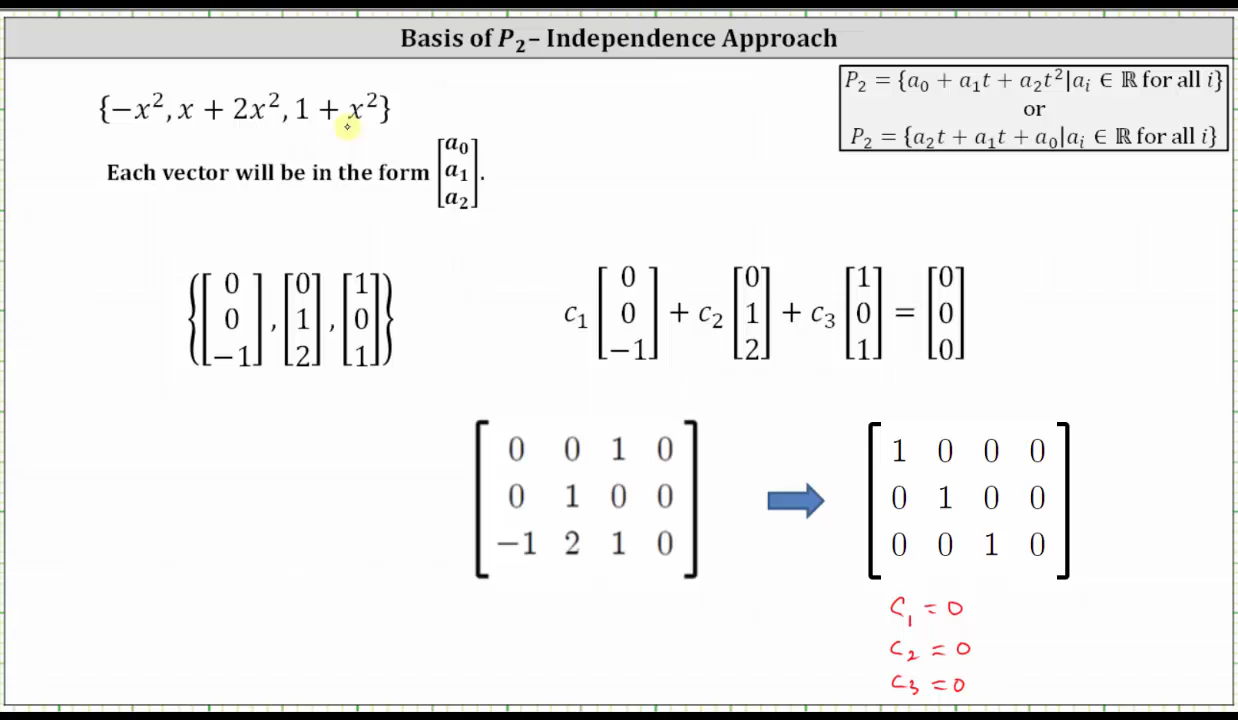 Basis of P₂– Independence Approach
{−x², x + 2x², 1 + x²}
P₂ = {a₀ + a₁t + a₂t²|aᵢ ∈ ℝ for all i}
or
P₂ = {a₂t + a₁t + a₀|aᵢ ∈ ℝ for all i}
Each vector will be in the form [a₀ a₁ a₂].
{[0 0 −1], [0 1 2], [1 0 1]}
c₁ [0 0 −1] + c₂ [0 1 2] + c₃ [1 0 1] = [0 0 0]
0 0 1 0
0 1 0 0
−1 2 1 0
1 0 0 0
0 1 0 0
0 0 1 0
c₁ = 0
c₂ = 0
c₃ = 0